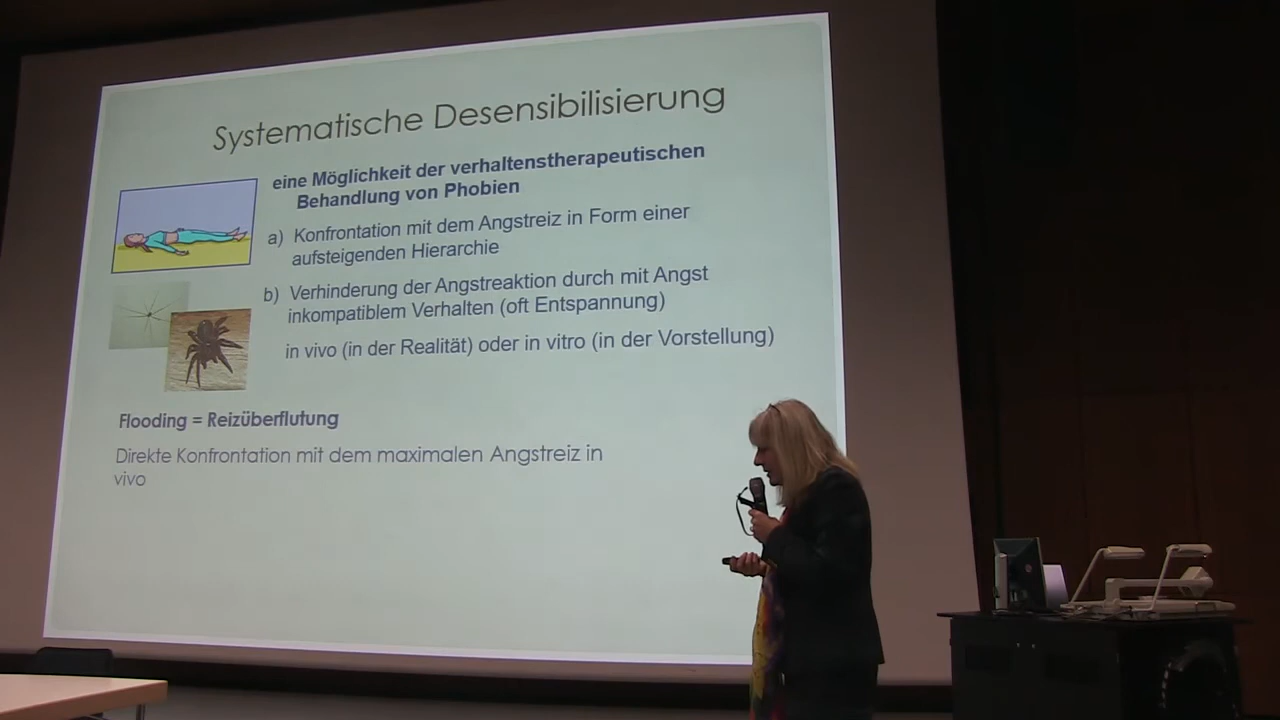 Systematische Desensibilisierung
eine Möglichkeit der verhaltenstherapeutischen
Behandlung von Phobien
a) Konfrontation mit dem Angstreiz in Form einer
aufsteigenden Hierarchie
b) Verhinderung der Angstreaktion durch mit Angst
inkompatiblem Verhalten (oft Entspannung)
in vivo (in der Realität) oder in vitro (in der Vorstellung)
Flooding = Reizüberflutung
Direkte Konfrontation mit dem maximalen Angstreiz in
vivo